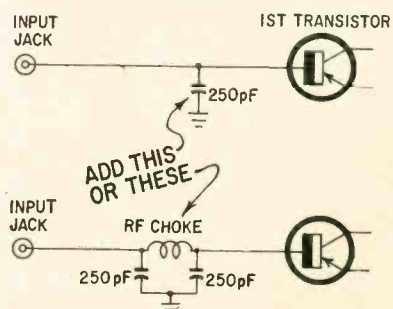 INPUT
JACK
1ST TRANSISTOR
250pF
ADD THIS
OR THESE
INPUT
JACK
RF CHOKE
250pF
250pF